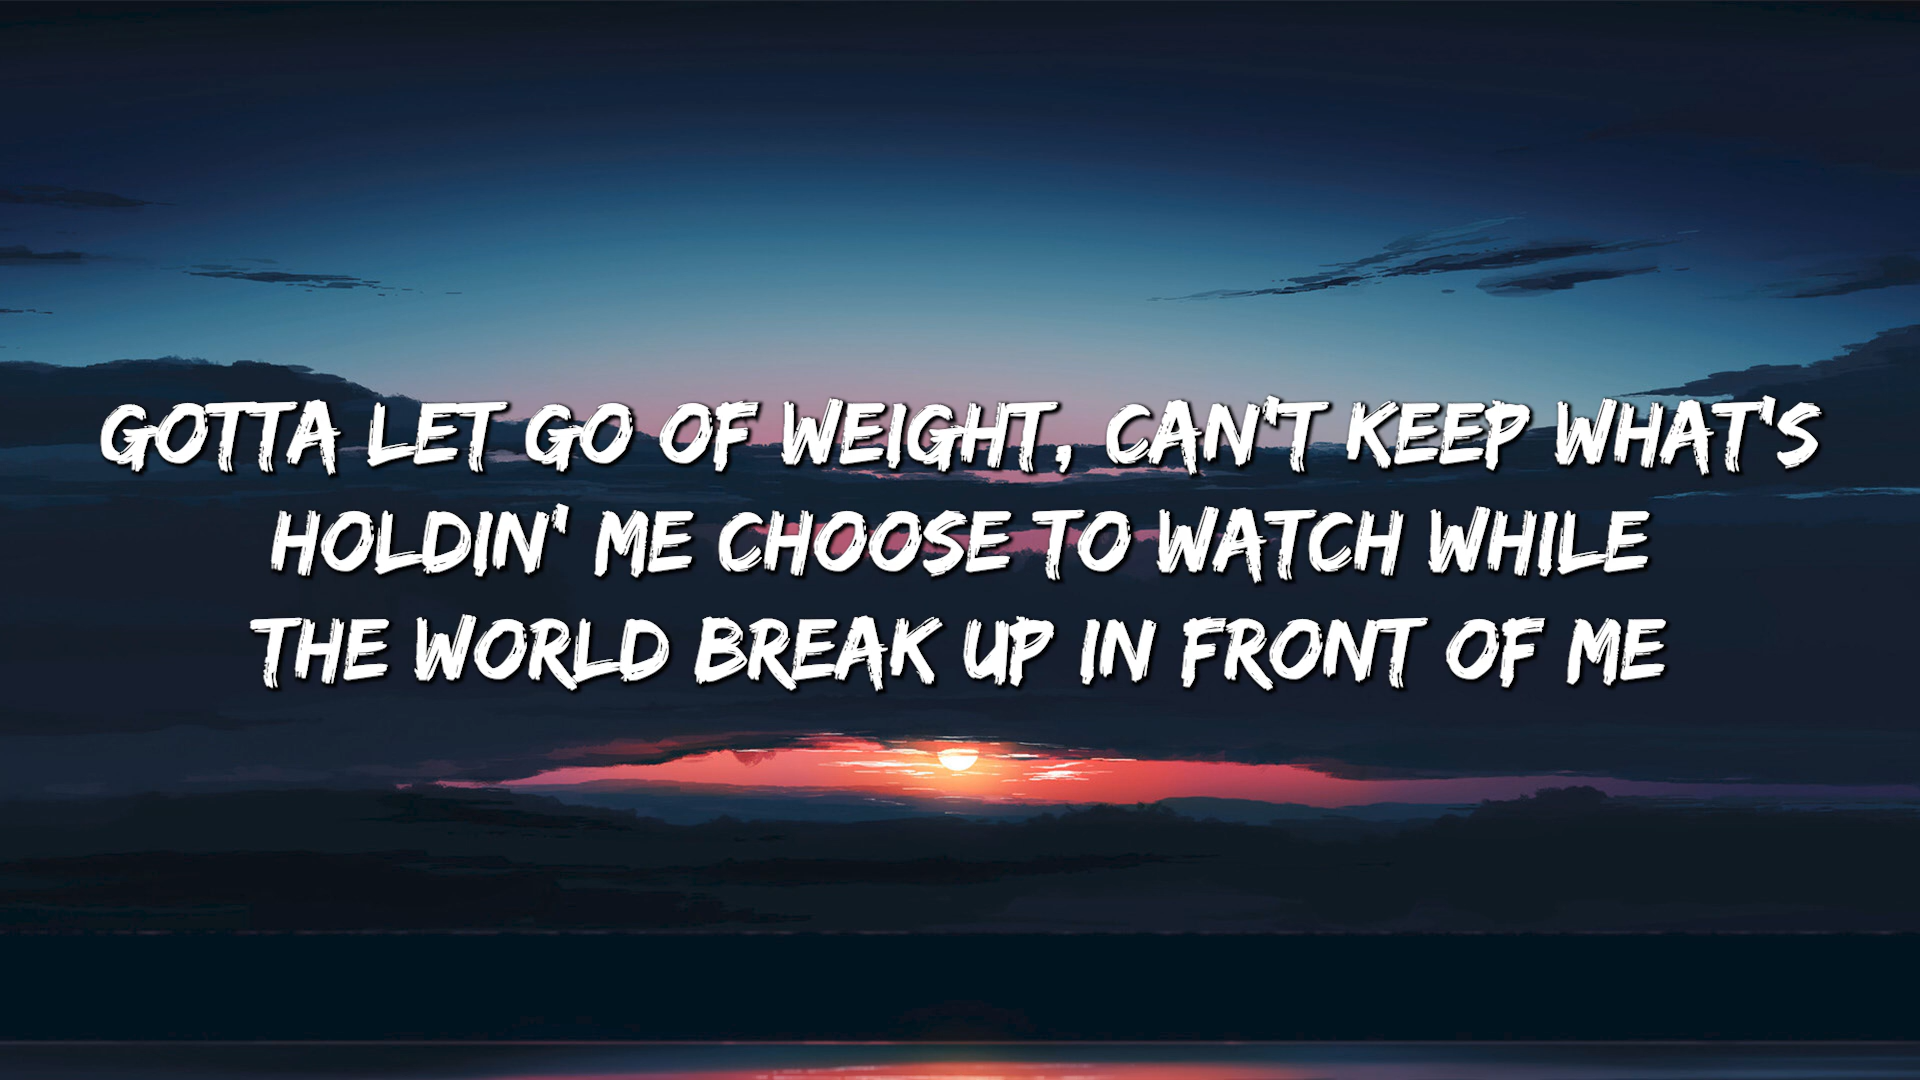 GOTTA LET GO OF WEIGHT, CAN'T KEEP WHAT'S
HOLDIN' ME CHOOSE TO WATCH WHILE
THE WORLD BREAK UP IN FRONT OF ME